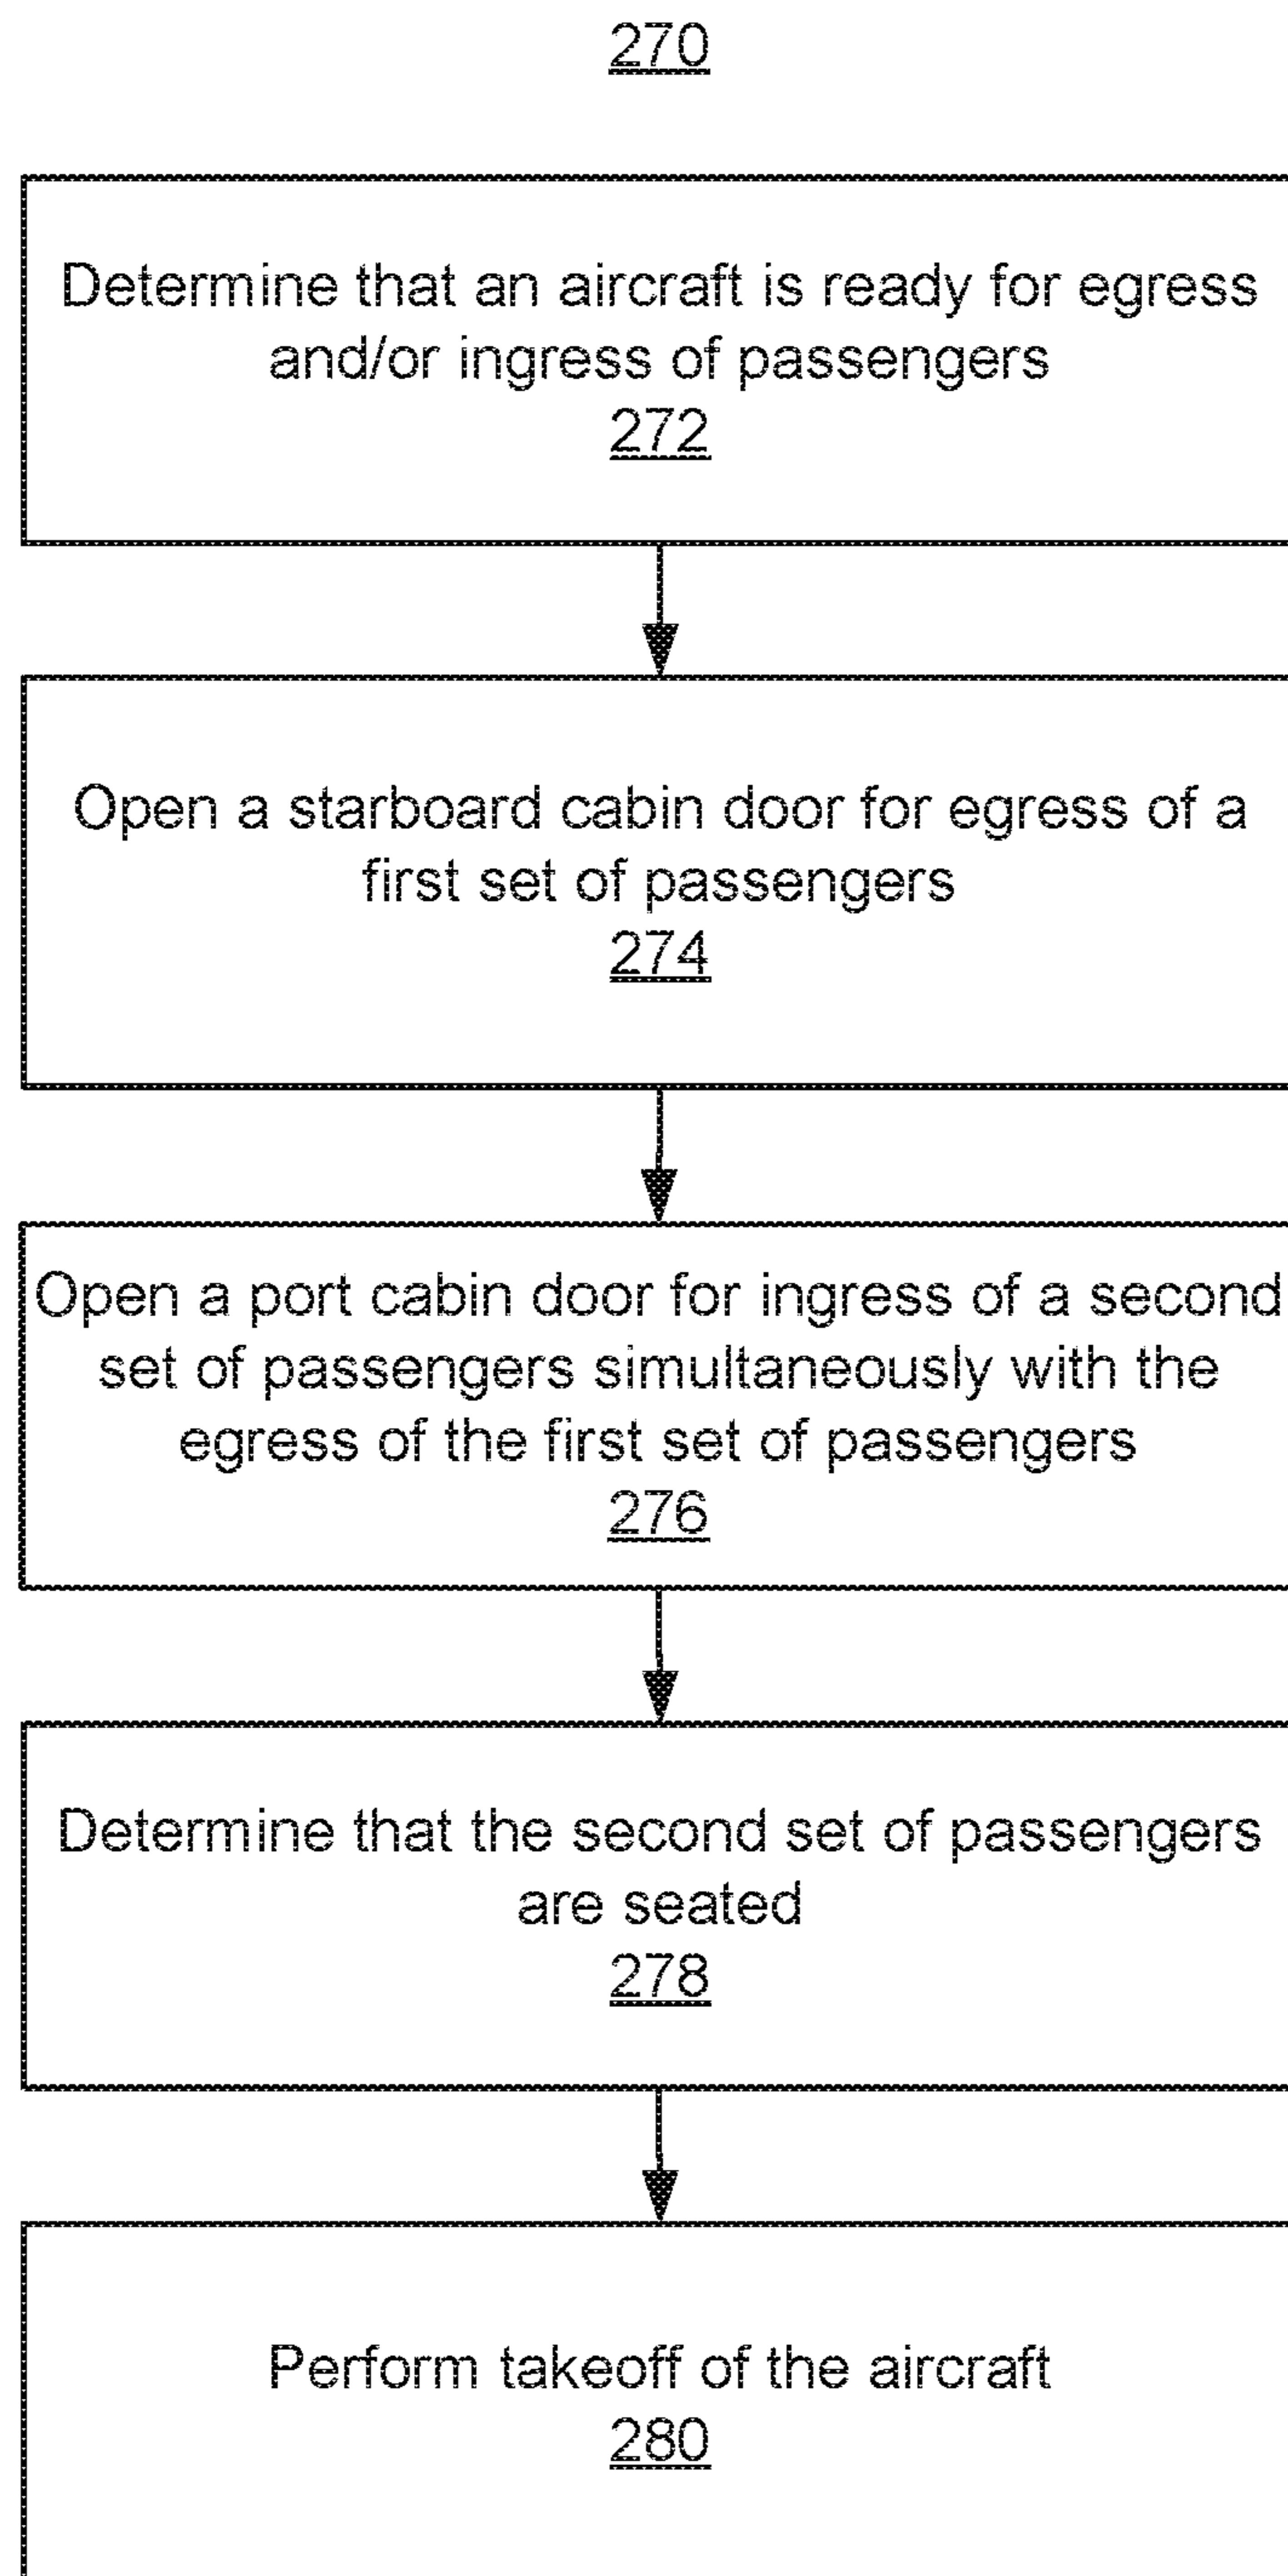 270
Determine that an aircraft is ready for egress
and/or ingress of passengers
272
Open a starboard cabin door for egress of a
first set of passengers
274
Open a port cabin door for ingress of a second
set of passengers simultaneously with the
egress of the first set of passengers
276
Determine that the second set of passengers
are seated
278
Perform takeoff of the aircraft
280